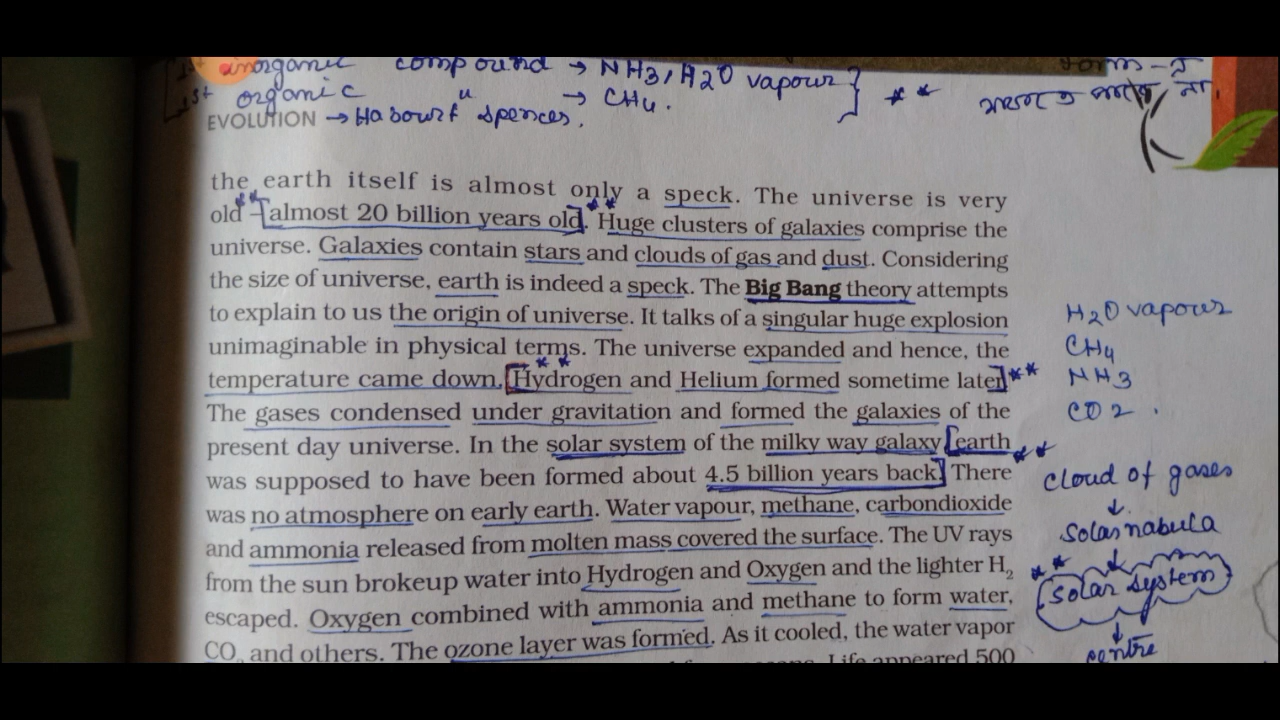 1st inorganic compound → NH3, H2O vapour
1st organic " → CH4.
EVOLUTION → Habourt Spences.
the earth itself is almost only a speck. The universe is very
old – almost 20 billion years old. Huge clusters of galaxies comprise the
universe. Galaxies contain stars and clouds of gas and dust. Considering
the size of universe, earth is indeed a speck. The Big Bang theory attempts
to explain to us the origin of universe. It talks of a singular huge explosion
unimaginable in physical terms. The universe expanded and hence, the
temperature came down. Hydrogen and Helium formed sometime later.
The gases condensed under gravitation and formed the galaxies of the
present day universe. In the solar system of the milky way galaxy, earth
was supposed to have been formed about 4.5 billion years back. There
was no atmosphere on early earth. Water vapour, methane, carbondioxide
and ammonia released from molten mass covered the surface. The UV rays
from the sun brokeup water into Hydrogen and Oxygen and the lighter H₂
escaped. Oxygen combined with ammonia and methane to form water,
CO₂ and others. The ozone layer was formed. As it cooled, the water vapor
Life appeared 500
H2O vapour
CH4
NH3
CO2.
cloud of gases
↓
Solar nabula
↓
Solar system
↓
centre